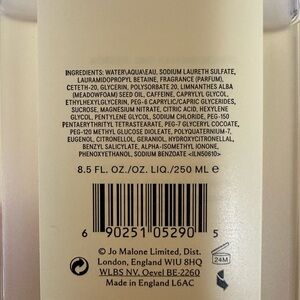 INGREDIENTS: WATER\AQUA\EAU, SODIUM LAURETH SULFATE,
LAURAMIDOPROPYL BETAINE, FRAGRANCE (PARFUM),
CETETH-20, GLYCERIN, POLYSORBATE 20, LIMNANTHES ALBA
(MEADOWFOAM) SEED OIL, CAFFEINE, CAPRYLYL GLYCOL,
ETHYLHEXYLGLYCERIN, PEG-6 CAPRYLIC/CAPRIC GLYCERIDES,
SUCROSE, MAGNESIUM NITRATE, CITRIC ACID, HEXYLENE
GLYCOL, PENTYLENE GLYCOL, SODIUM CHLORIDE, PEG-150
PENTAERYTHRITYL TETRASTEARATE, PEG-7 GLYCERYL COCOATE,
PEG-120 METHYL GLUCOSE DIOLEATE, POLYQUATERNIUM-7,
EUGENOL, CITRONELLOL, GERANIOL, HYDROXYCITRONELLAL,
BENZYL SALICYLATE, ALPHA-ISOMETHYL IONONE,
PHENOXYETHANOL, SODIUM BENZOATE <ILN50610>
8.5 FL. OZ./OZ. LIQ./250 ML e
6 90251 05290 5
© Jo Malone Limited, Dist.
London, England W1U 8HQ
WLBS NV. Oevel BE-2260
Made in England L6AC
24M